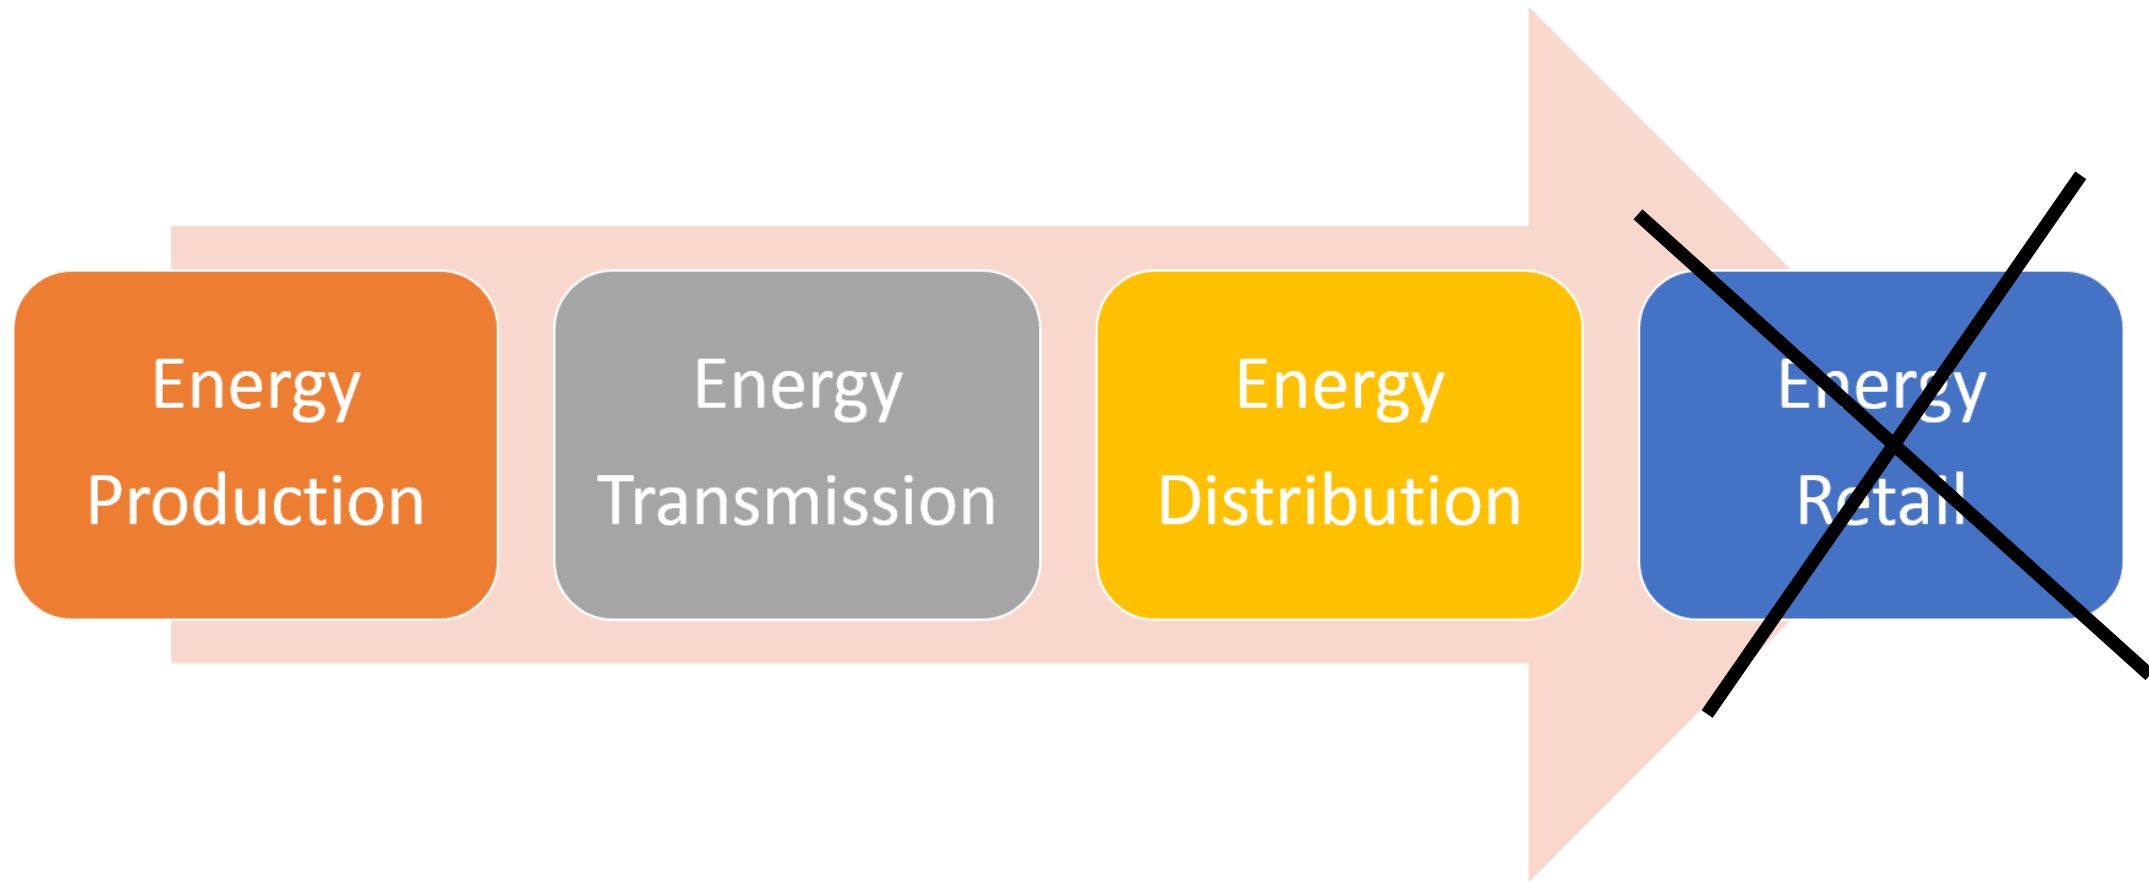 Energy
Production
Energy
Transmission
Energy
Distribution
Energy
Retail